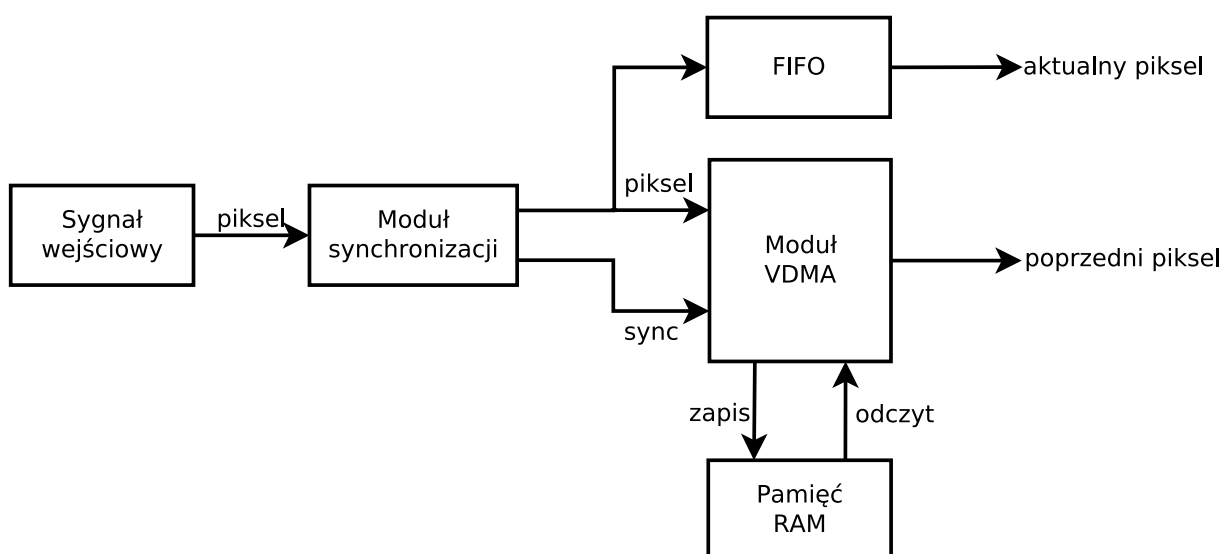 FIFO
aktualny piksel
Sygnał
wejściowy
piksel
Moduł
synchronizacji
piksel
sync
Moduł
VDMA
poprzedni piksel
zapis
odczyt
Pamięć
RAM